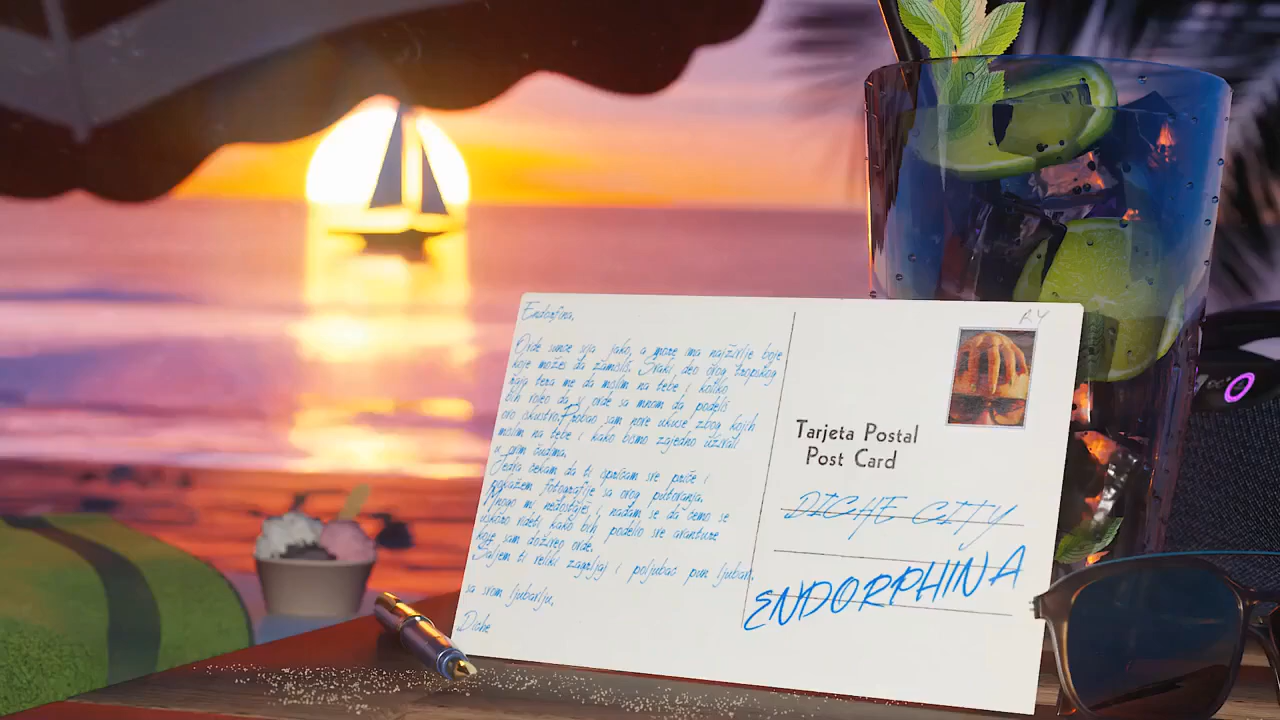 Endorfina,
Ovde sunce sija jako, a more ima najživlje boje
koje možeš da zamisliš. Svaki deo ovog tropskog
raja tera me da mislim na tebe i koliko
bih voleo da si ovde sa mnom da podeliš
ovo iskustvo. Probao sam nove ukuse zbog kojih
mislim na tebe i kako bismo zajedno uživali
u ovim čudima.
Jedva čekam da ti ispričam sve priče i
pokažem fotografije sa ovog putovanja.
Mnogo mi nedostaješ i nadam se da ćemo se
uskoro videti kako bih podelio sve avanture
koje sam doživeo ovde.
Šaljem ti veliki zagrljaj i poljubac pun ljubavi,
sa svom ljubavlju,
Diche
RY
Tarjeta Postal
Post Card
DICHE CITY
ENDORPHINA